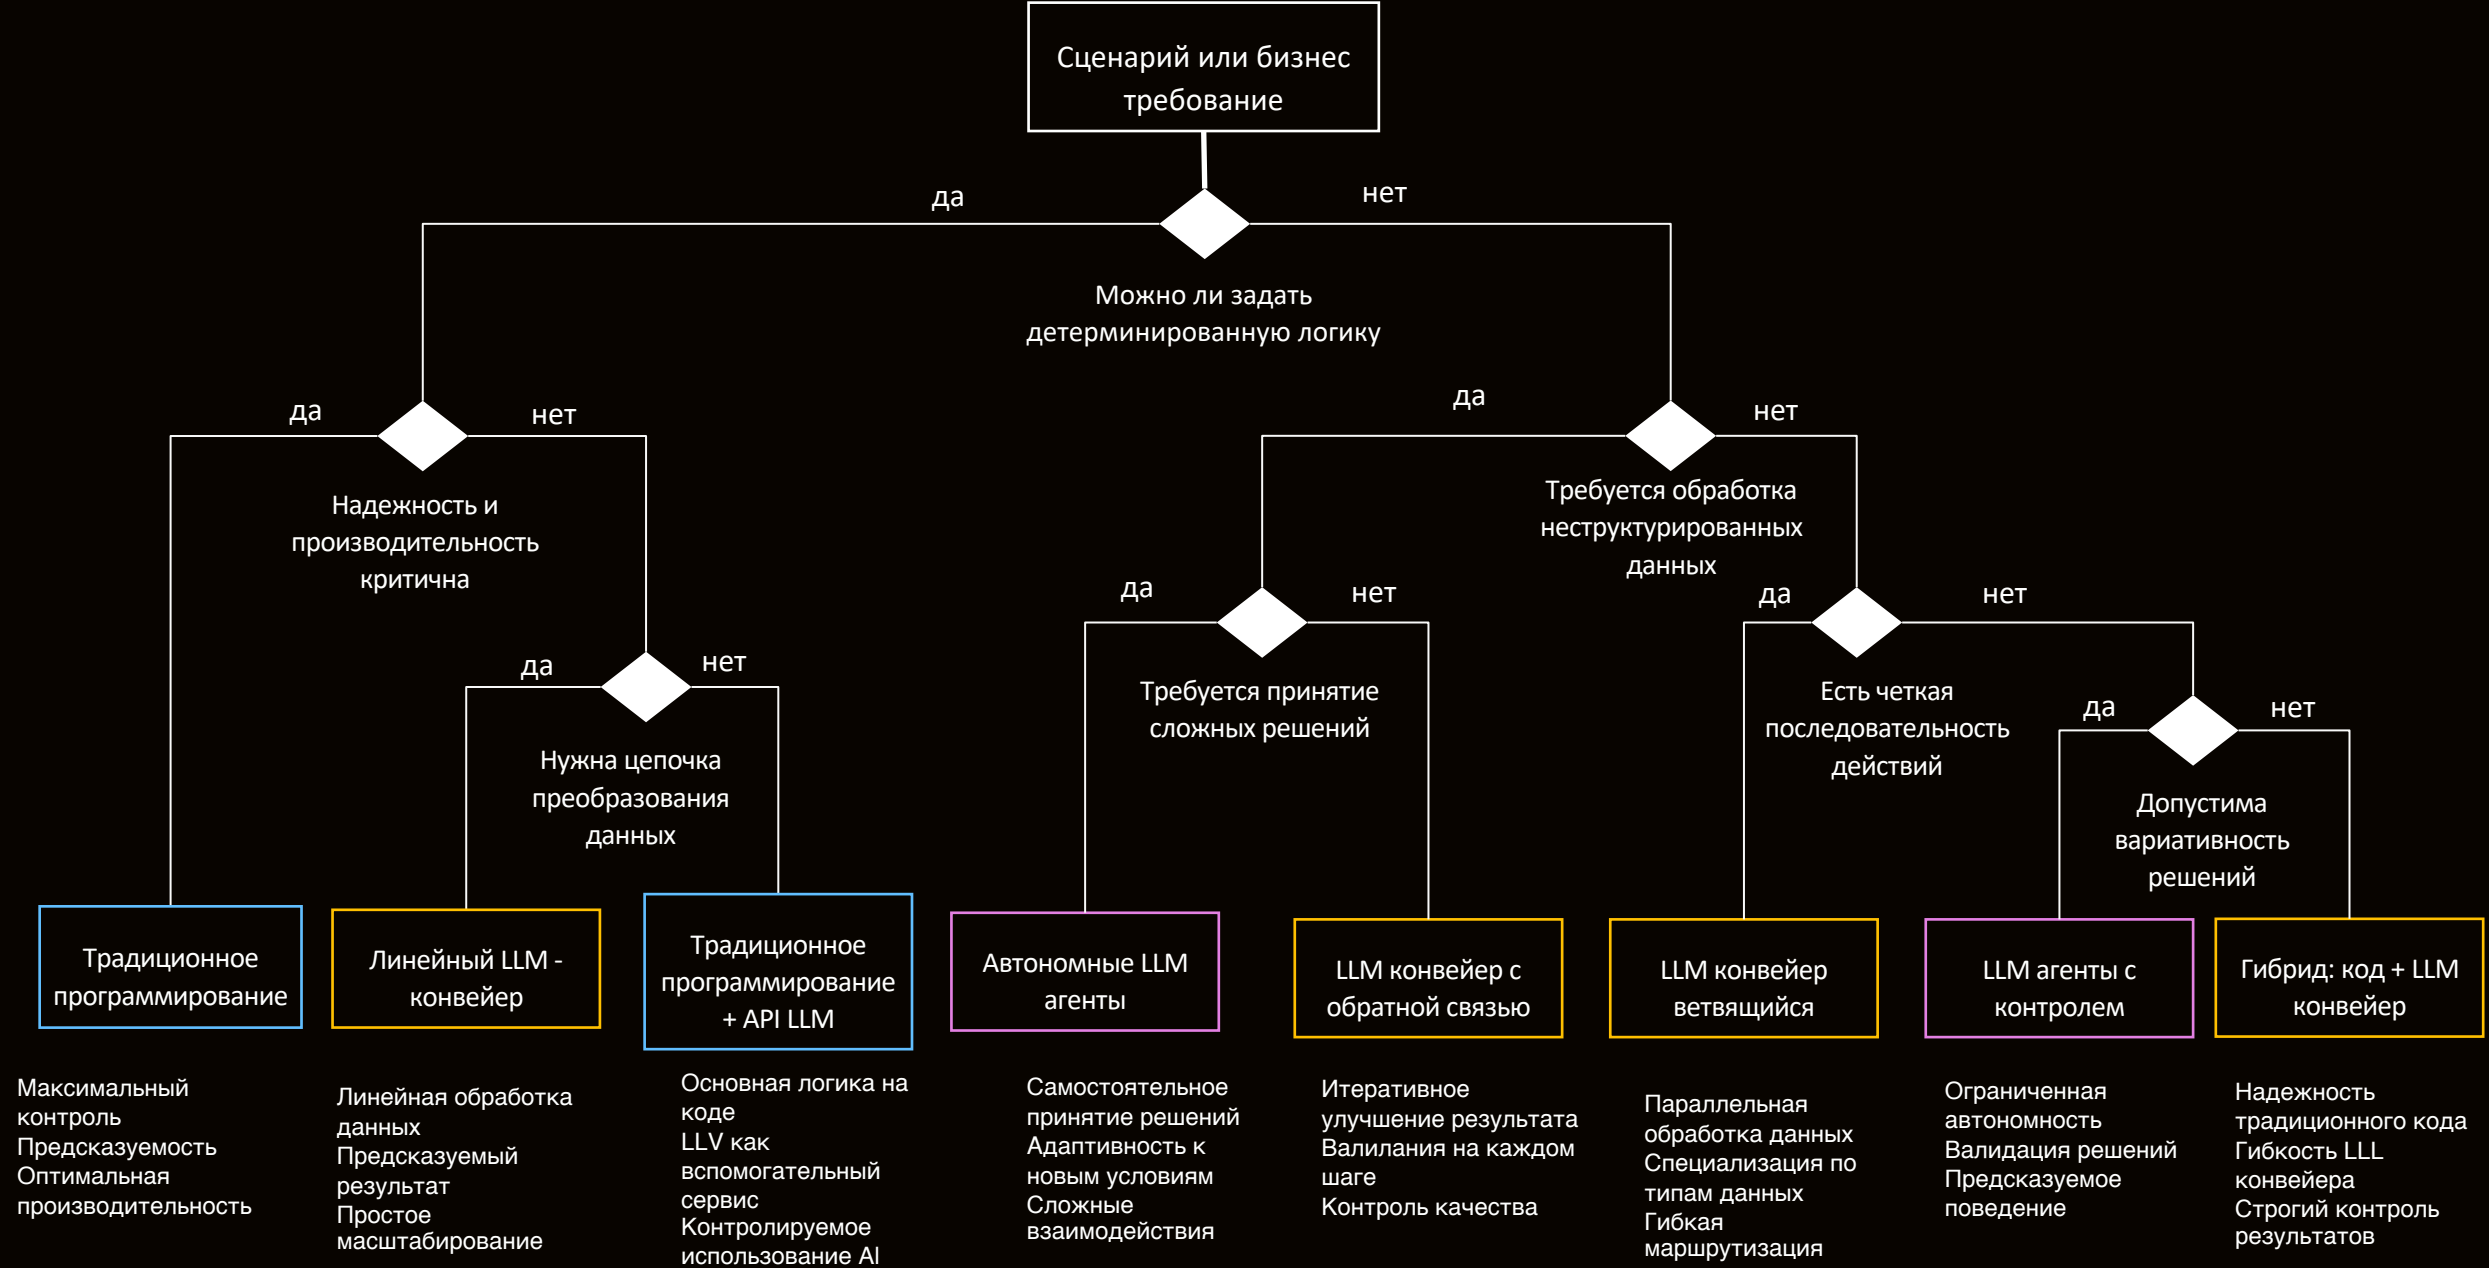 Сценарий или бизнес
требование
да
нет
Можно ли задать
детерминированную логику
да
нет
Надежность и
производительность
критична
да
нет
Требуется обработка
неструктурированных
данных
да
нет
Нужна цепочка
преобразования
данных
да
нет
Требуется принятие
сложных решений
да
нет
Есть четкая
последовательность
действий
да
нет
Допустима
вариативность
решений
Традиционное
программирование
Линейный LLM -
конвейер
Традиционное
программирование
+ API LLM
Автономные LLM
агенты
LLM конвейер с
обратной связью
LLM конвейер
ветвящийся
LLM агенты с
контролем
Гибрид: код + LLM
конвейер
Максимальный
контроль
Предсказуемость
Оптимальная
производительность
Линейная обработка
данных
Предсказуемый
результат
Простое
масштабирование
Основная логика на
коде
LLV как
вспомогательный
сервис
Контролируемое
использование AI
Самостоятельное
принятие решений
Адаптивность к
новым условиям
Сложные
взаимодействия
Итеративное
улучшение результата
Валилания на каждом
шаге
Контроль качества
Параллельная
обработка данных
Специализация по
типам данных
Гибкая
маршрутизация
Ограниченная
автономность
Валидация решений
Предсказуемое
поведение
Надежность
традиционного кода
Гибкость LLL
конвейера
Строгий контроль
результатов